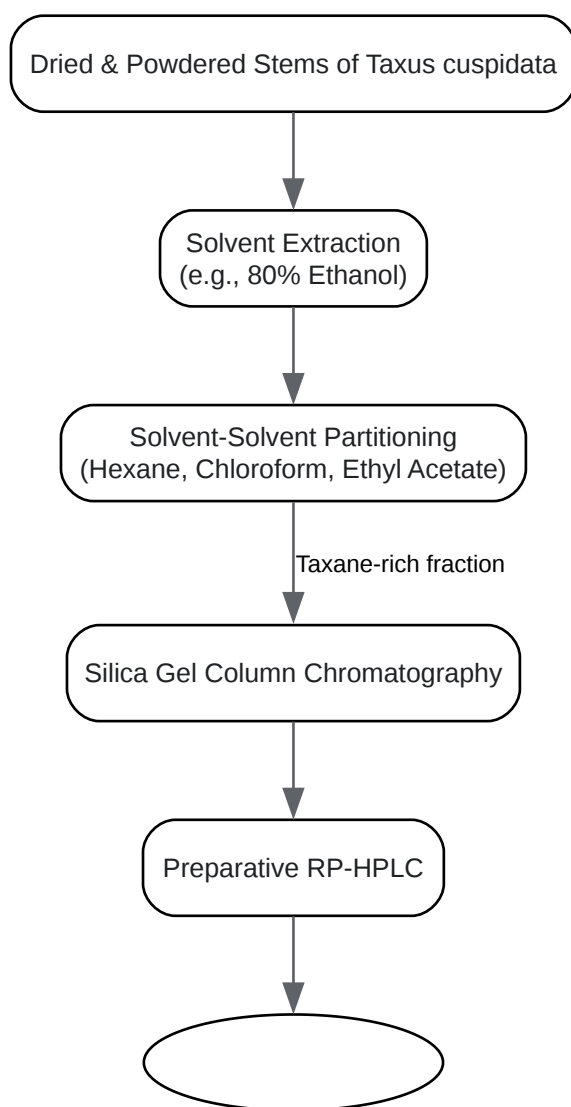 Dried & Powdered Stems of Taxus cuspidata
Solvent Extraction
(e.g., 80% Ethanol)
Solvent-Solvent Partitioning
(Hexane, Chloroform, Ethyl Acetate)
Taxane-rich fraction
Silica Gel Column Chromatography
Preparative RP-HPLC